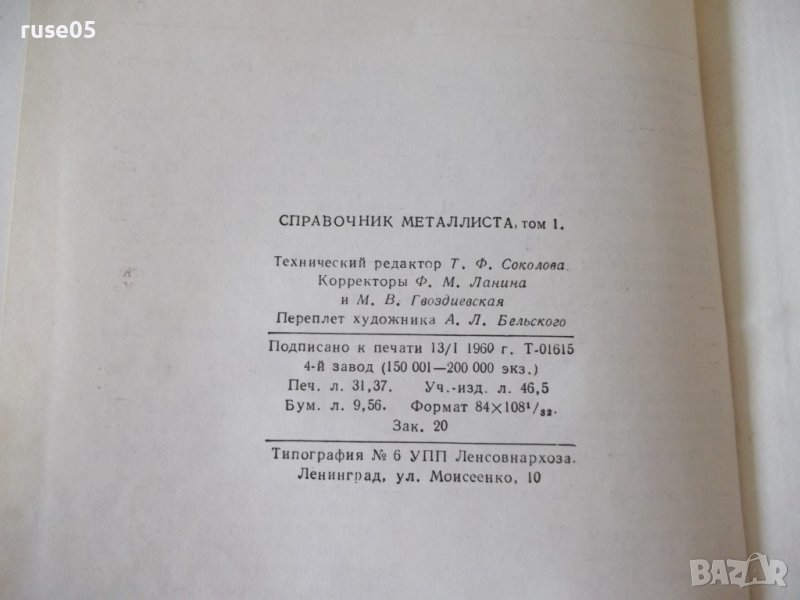 ruse05
СПРАВОЧНИК МЕТАЛЛИСТА, том 1.
Технический редактор Т. Ф. Соколова.
Корректоры Ф. М. Ланина
и М. В. Гвоздиевская
Переплет художника А. Л. Бельского
Подписано к печати 13/I 1960 г. Т-01615
4-й завод (150 001—200 000 экз.)
Печ. л. 31,37. Уч.-изд. л. 46,5
Бум. л. 9,56. Формат 84×108¹/₃₂.
Зак. 20
Типография № 6 УПП Ленсовнархоза.
Ленинград, ул. Моисеенко, 10
BAZAR